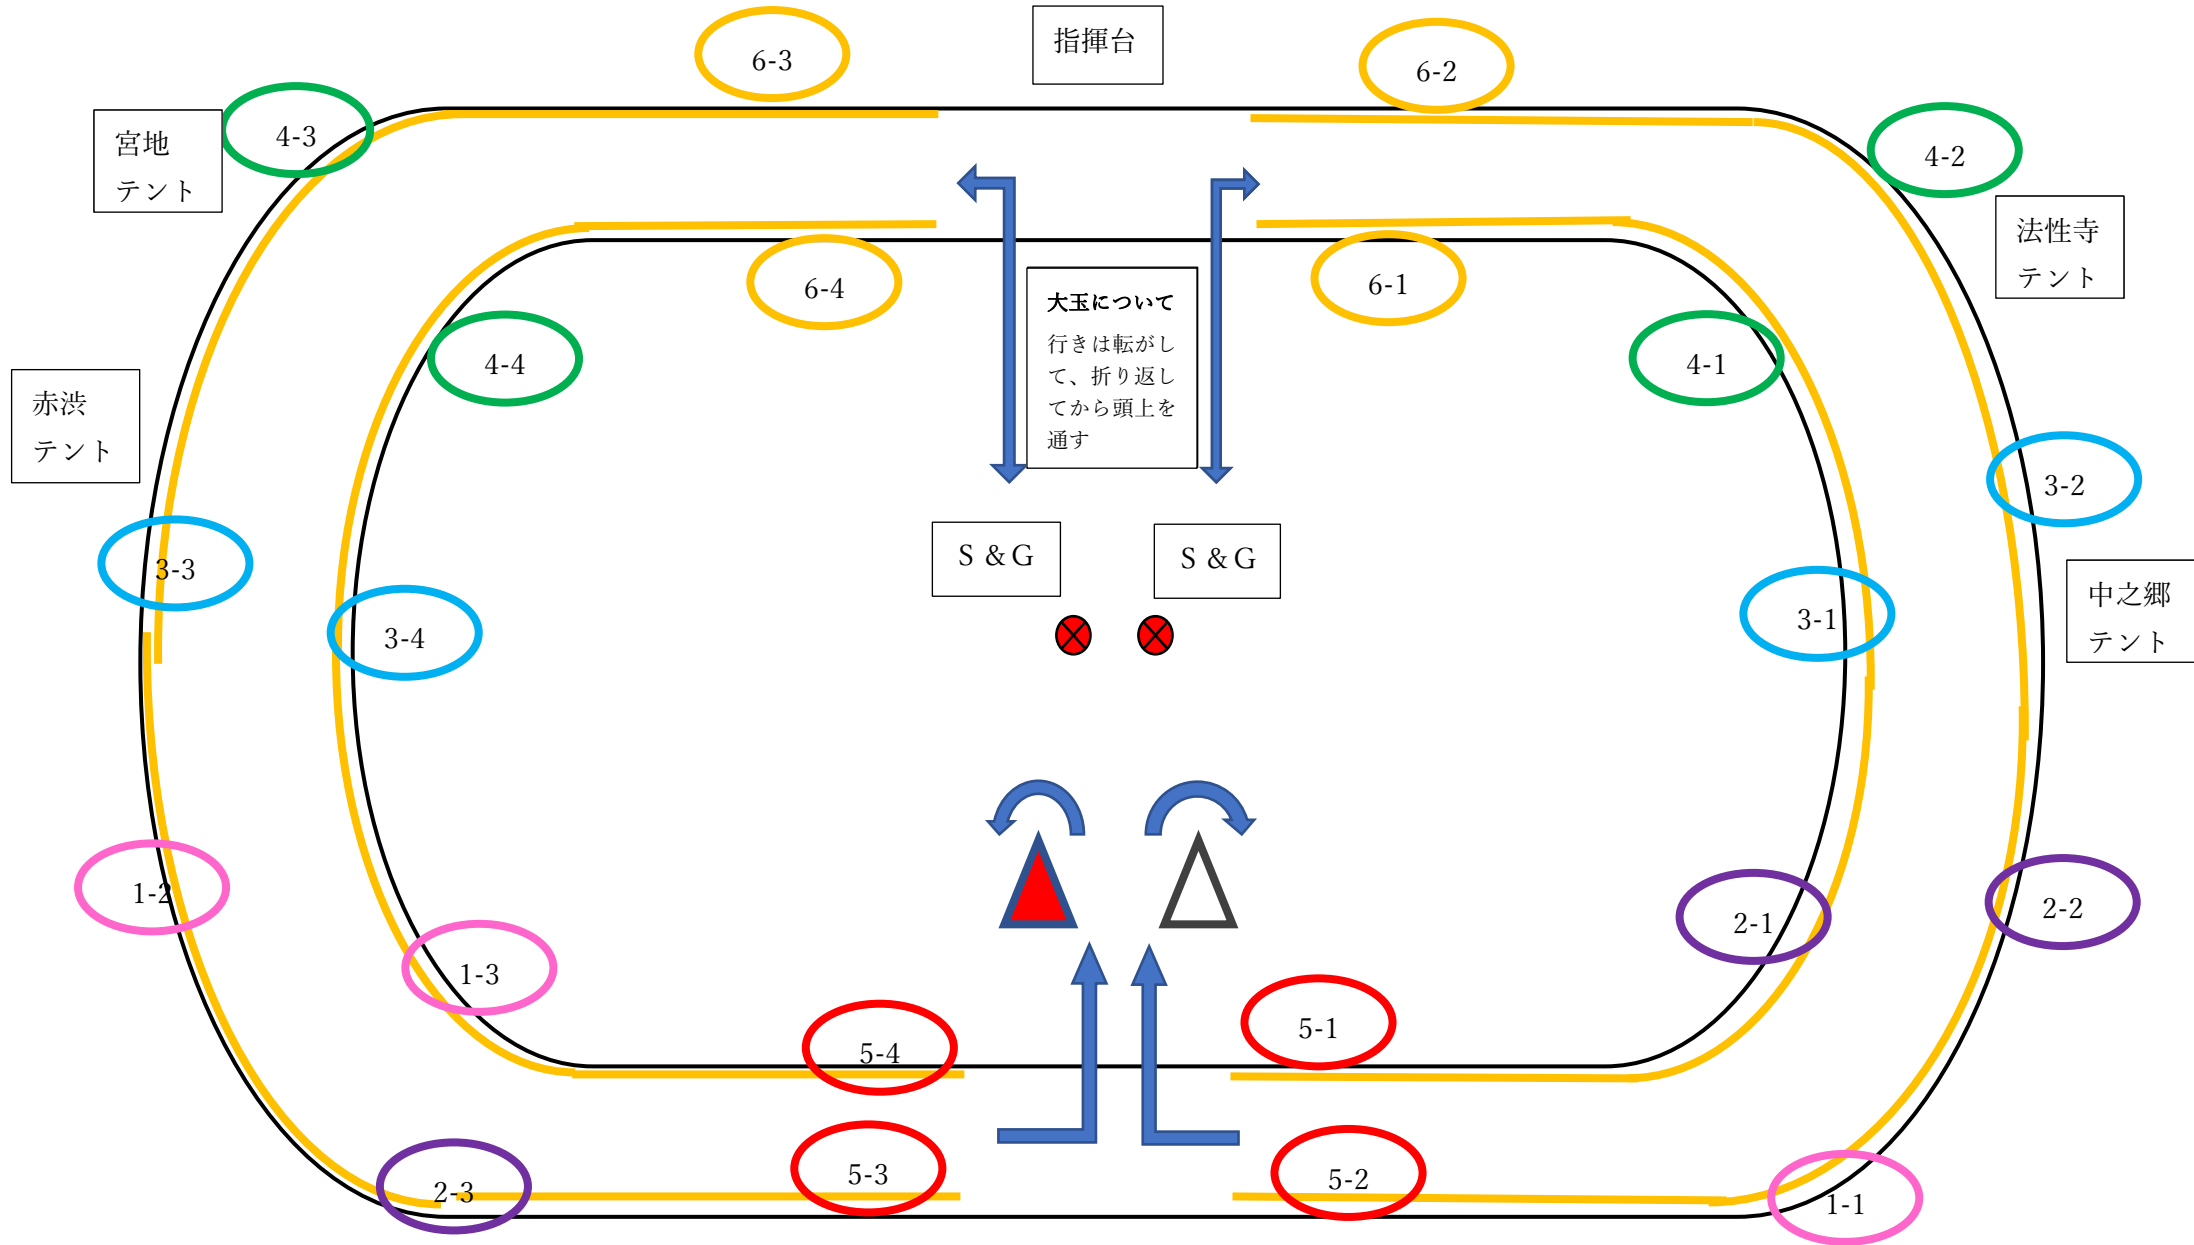 指揮台
6-3
6-2
4-3
4-2
宮地
テント
法性寺
テント
6-4
6-1
大玉について
行きは転がし
て、折り返し
てから頭上を
通す
4-4
4-1
赤渋
テント
3-2
S＆G
S＆G
3-3
3-4
3-1
中之郷
テント
1-2
2-1
2-2
1-3
5-4
5-1
2-3
5-3
5-2
1-1